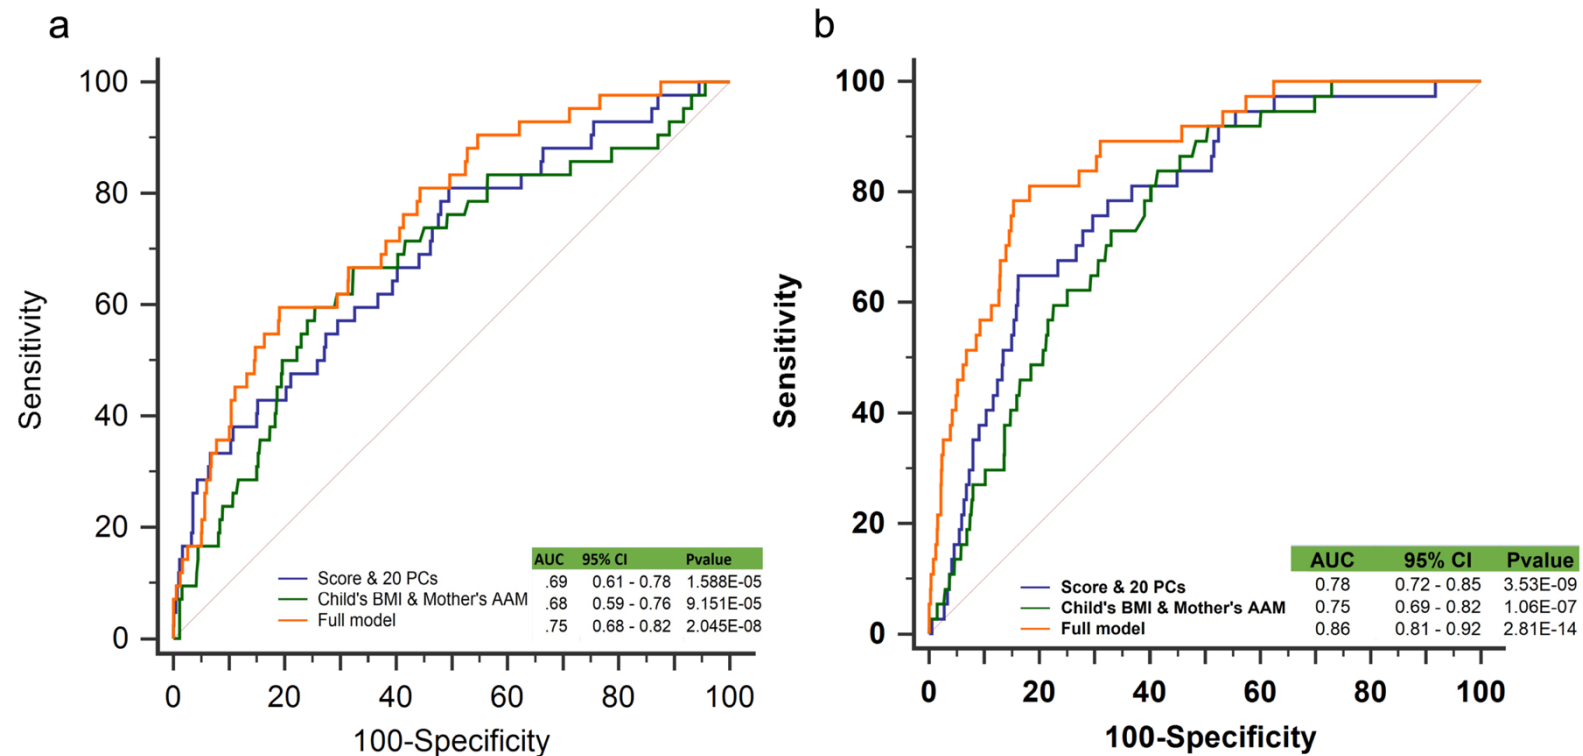 a
Sensitivity
100
80
60
40
20
0
AUC 95% CI Pvalue
Score & 20 PCs .69 0.61 - 0.78 1.588E-05
Child's BMI & Mother's AAM .68 0.59 - 0.76 9.151E-05
Full model .75 0.68 - 0.82 2.045E-08
0 20 40 60 80 100
100-Specificity
b
Sensitivity
100
80
60
40
20
0
AUC 95% CI Pvalue
Score & 20 PCs 0.78 0.72 - 0.85 3.53E-09
Child's BMI & Mother's AAM 0.75 0.69 - 0.82 1.06E-07
Full model 0.86 0.81 - 0.92 2.81E-14
0 20 40 60 80 100
100-Specificity